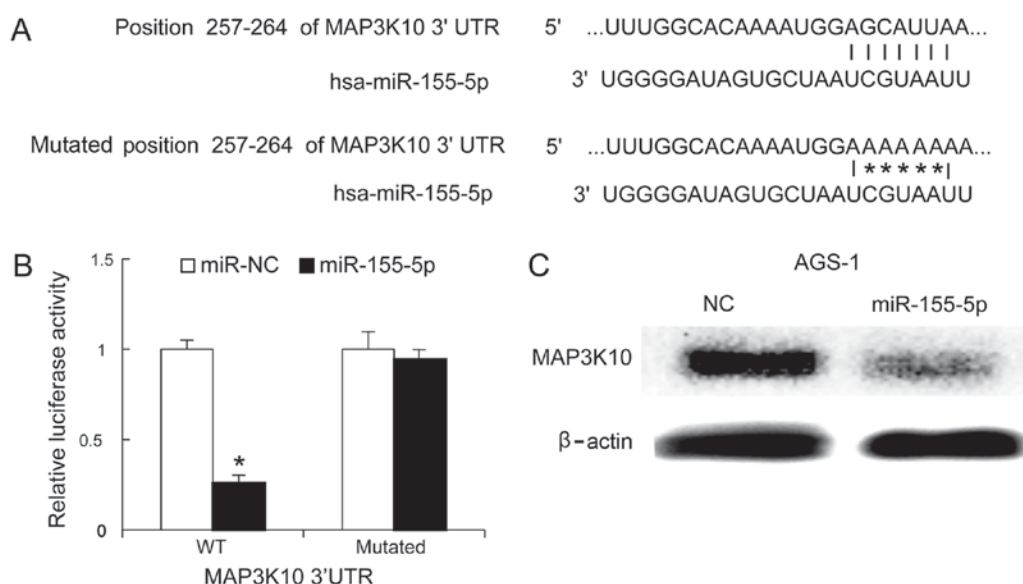 A
Position 257-264 of MAP3K10 3' UTR 5' ...UUUGGCACAAAAUGGAGCAUUAA...
hsa-miR-155-5p 3' UGGGGAUAGUGCUAAUCGUAAUU
Mutated position 257-264 of MAP3K10 3' UTR 5' ...UUUGGCACAAAAUGGAAAAAAAA...
* * * * *
hsa-miR-155-5p 3' UGGGGAUAGUGCUAAUCGUAAUU
B
miR-NC miR-155-5p
Relative luciferase activity
1.5
1
0.5
0
*
WT Mutated
MAP3K10 3'UTR
C
AGS-1
NC miR-155-5p
MAP3K10
β-actin